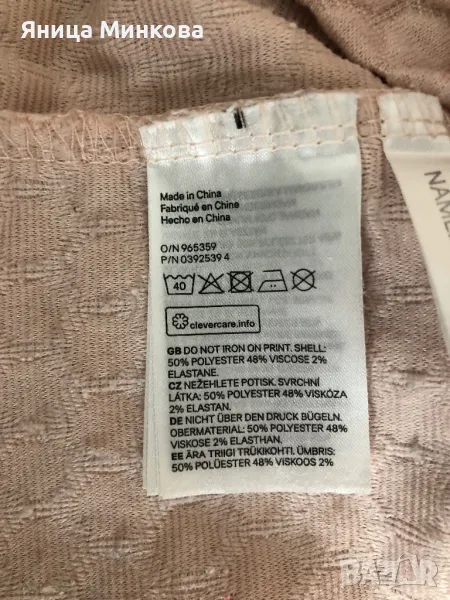 Яница Минкова
Made in China
Fabriqué en Chine
Hecho en China
O/N 965359
P/N 0392539 4
40
clevercare.info
GB DO NOT IRON ON PRINT. SHELL:
50% POLYESTER 48% VISCOSE 2%
ELASTANE.
CZ NEŽEHLETE POTISK. SVRCHNÍ
LÁTKA: 50% POLYESTER 48% VISKÓZA
2% ELASTAN.
DE NICHT ÜBER DEN DRUCK BÜGELN.
OBERMATERIAL: 50% POLYESTER 48%
VISKOSE 2% ELASTHAN.
EE ÄRA TRIIGI TRÜKIKOHTI. ÜMBRIS:
50% POLÜESTER 48% VISKOOS 2%
NAME
BAZAR